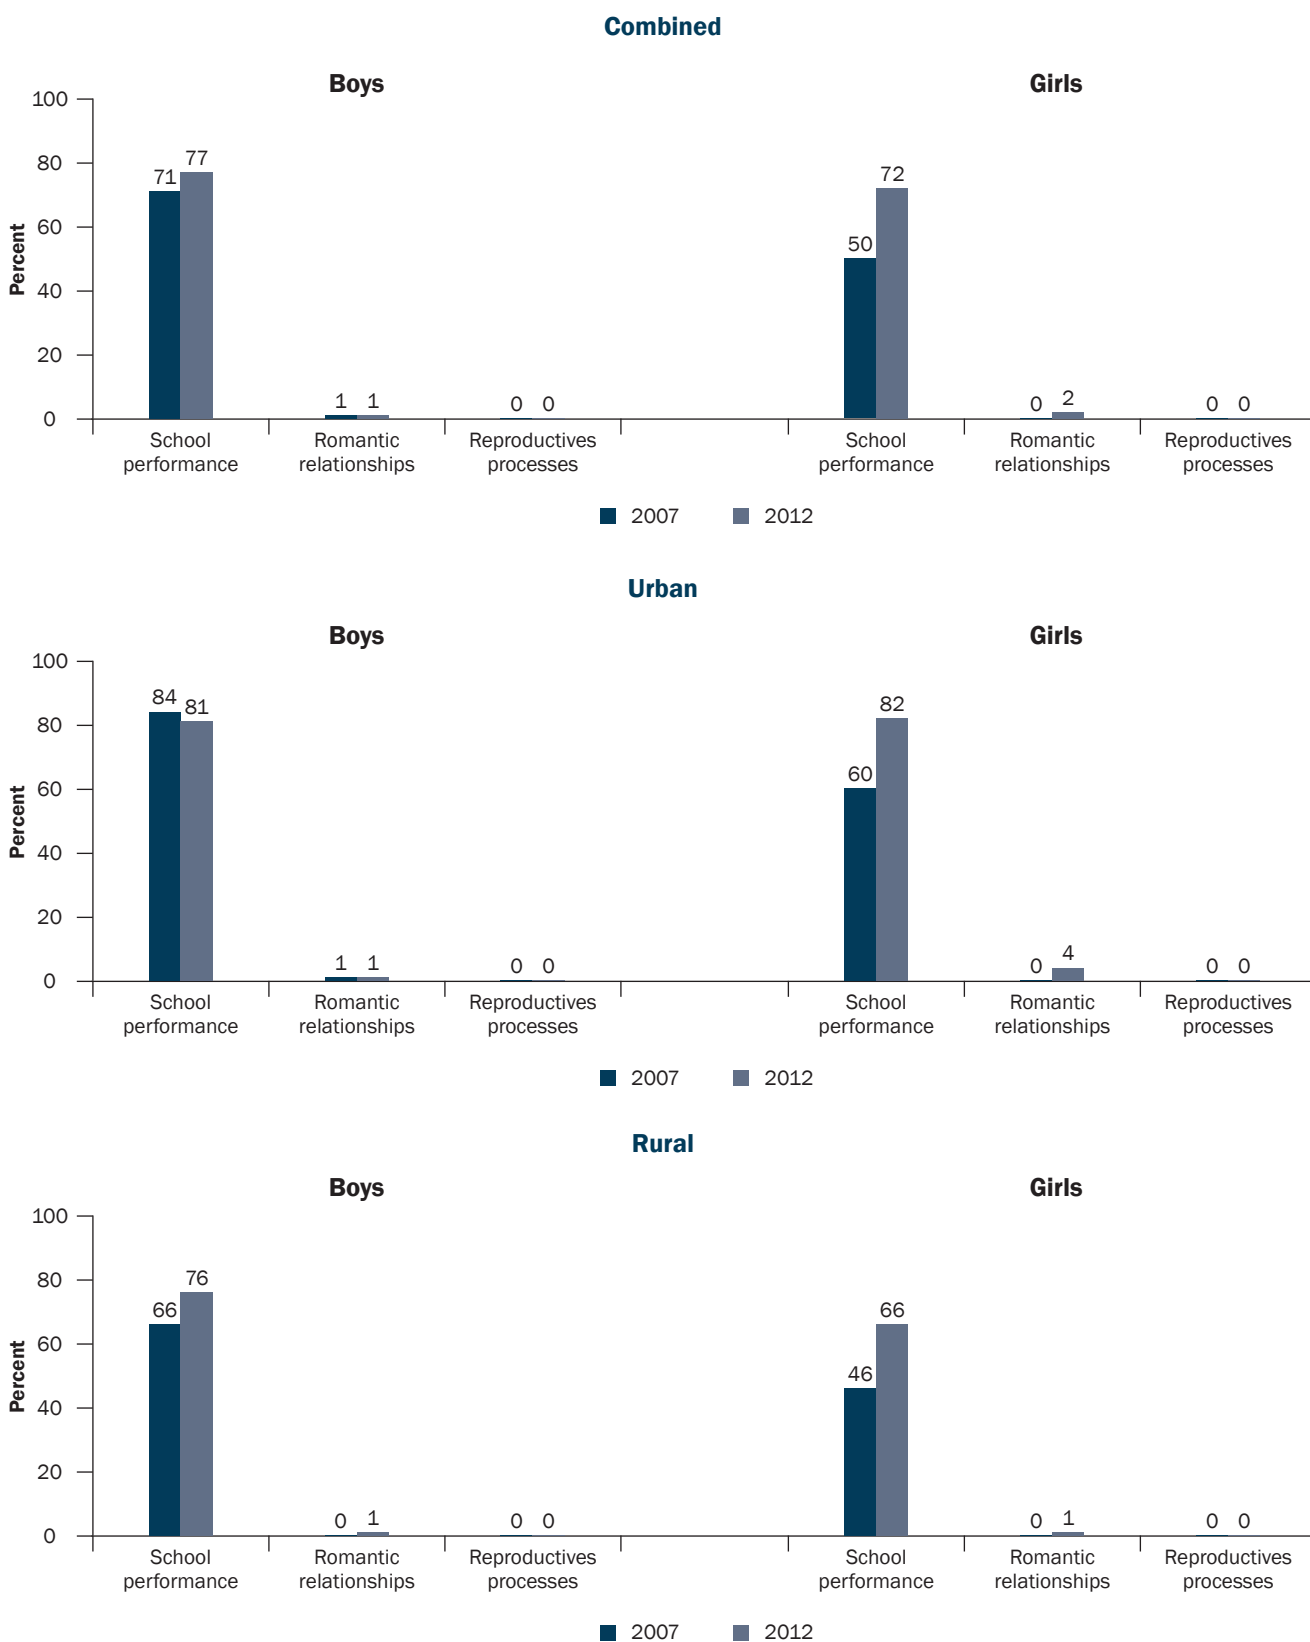 Combined
Boys
Girls
Percent
100
80
60
40
20
0
71
77
1
1
0
0
50
72
0
2
0
0
School performance
Romantic relationships
Reproductives processes
School performance
Romantic relationships
Reproductives processes
2007
2012
Urban
Boys
Girls
Percent
100
80
60
40
20
0
84
81
1
1
0
0
60
82
0
4
0
0
School performance
Romantic relationships
Reproductives processes
School performance
Romantic relationships
Reproductives processes
2007
2012
Rural
Boys
Girls
Percent
100
80
60
40
20
0
66
76
0
1
0
0
46
66
0
1
0
0
School performance
Romantic relationships
Reproductives processes
School performance
Romantic relationships
Reproductives processes
2007
2012